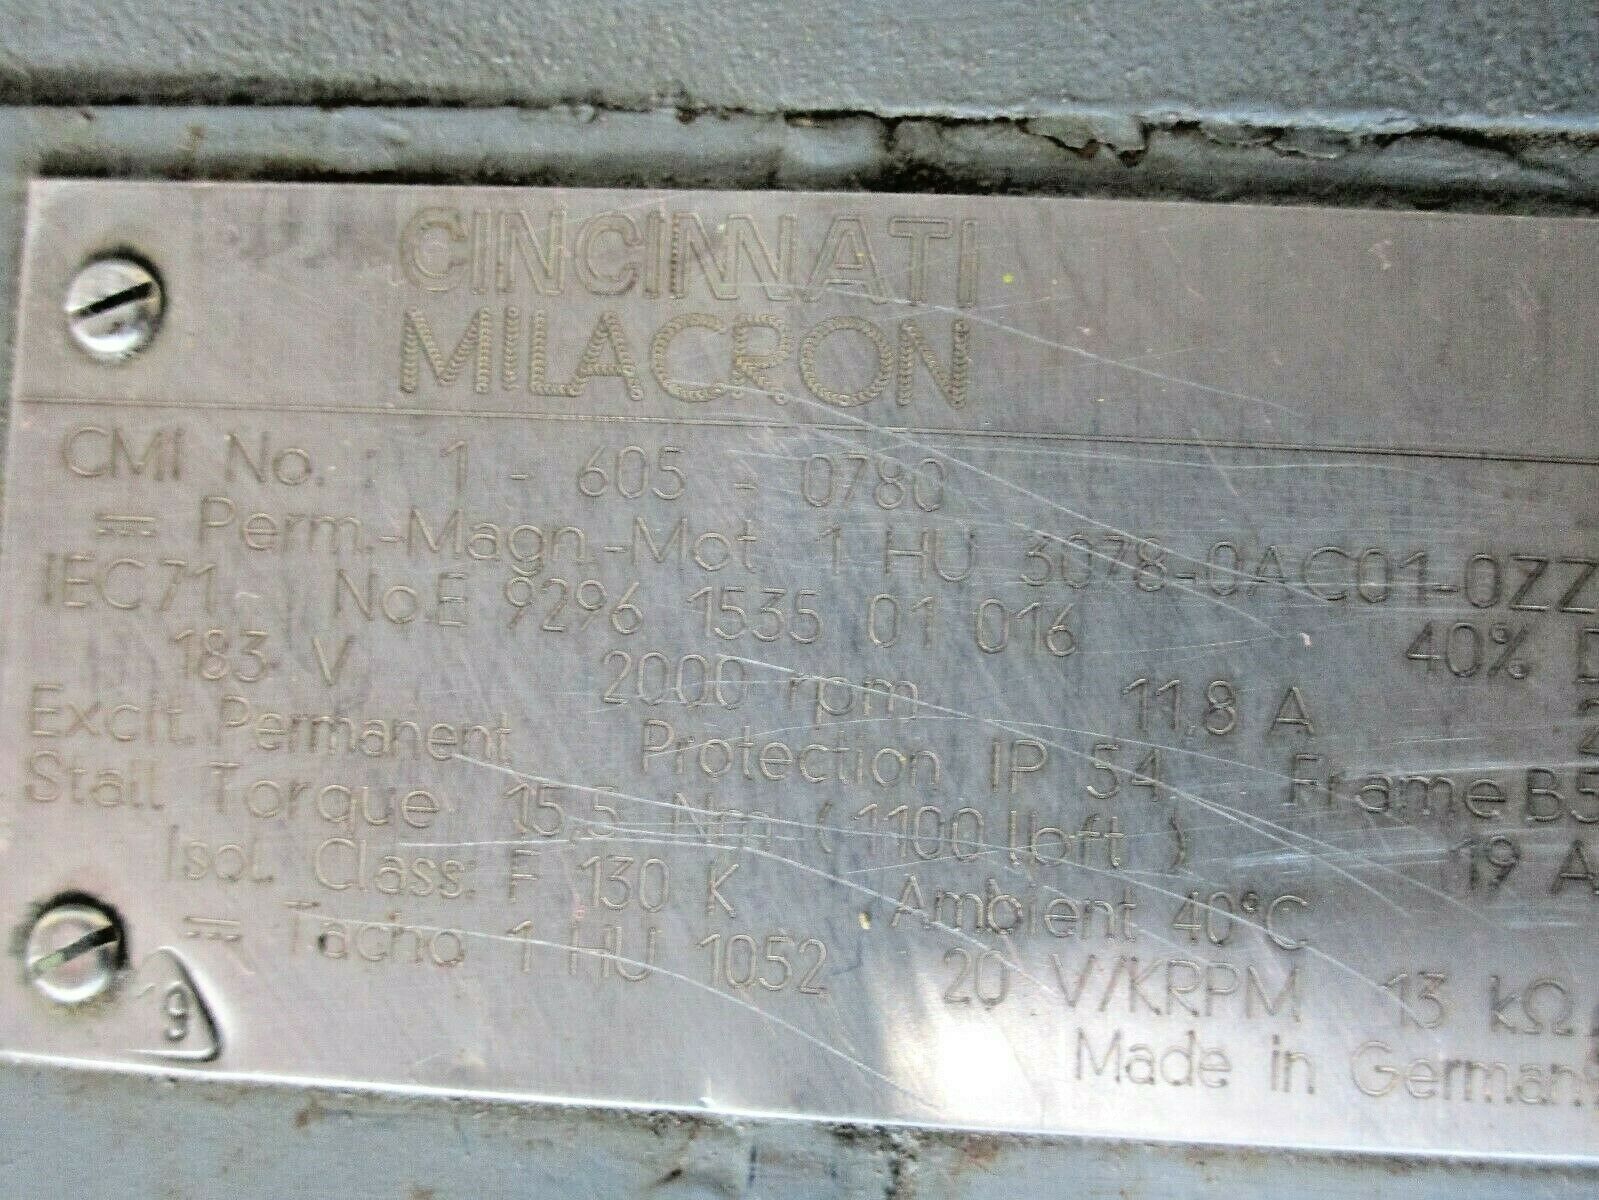 CINCINNATI
MILACRON
CMI No. : 1 - 605 - 0780
⎓ Perm.-Magn.-Mot 1 HU 3078-0AC01-0ZZ
IEC71 No.E 9296 1535 01 016 40%
183 V 2000 rpm 11,8 A
Excit. Permanent Protection IP 54 Frame B5
Stall Torque 15,5 Nm (1100 lbft) 19 A
Isol. Class: F 130 K Ambient 40°C
⎓ Tacho 1 HU 1052 20 V/KRPM 13 kΩ
Made in German
19